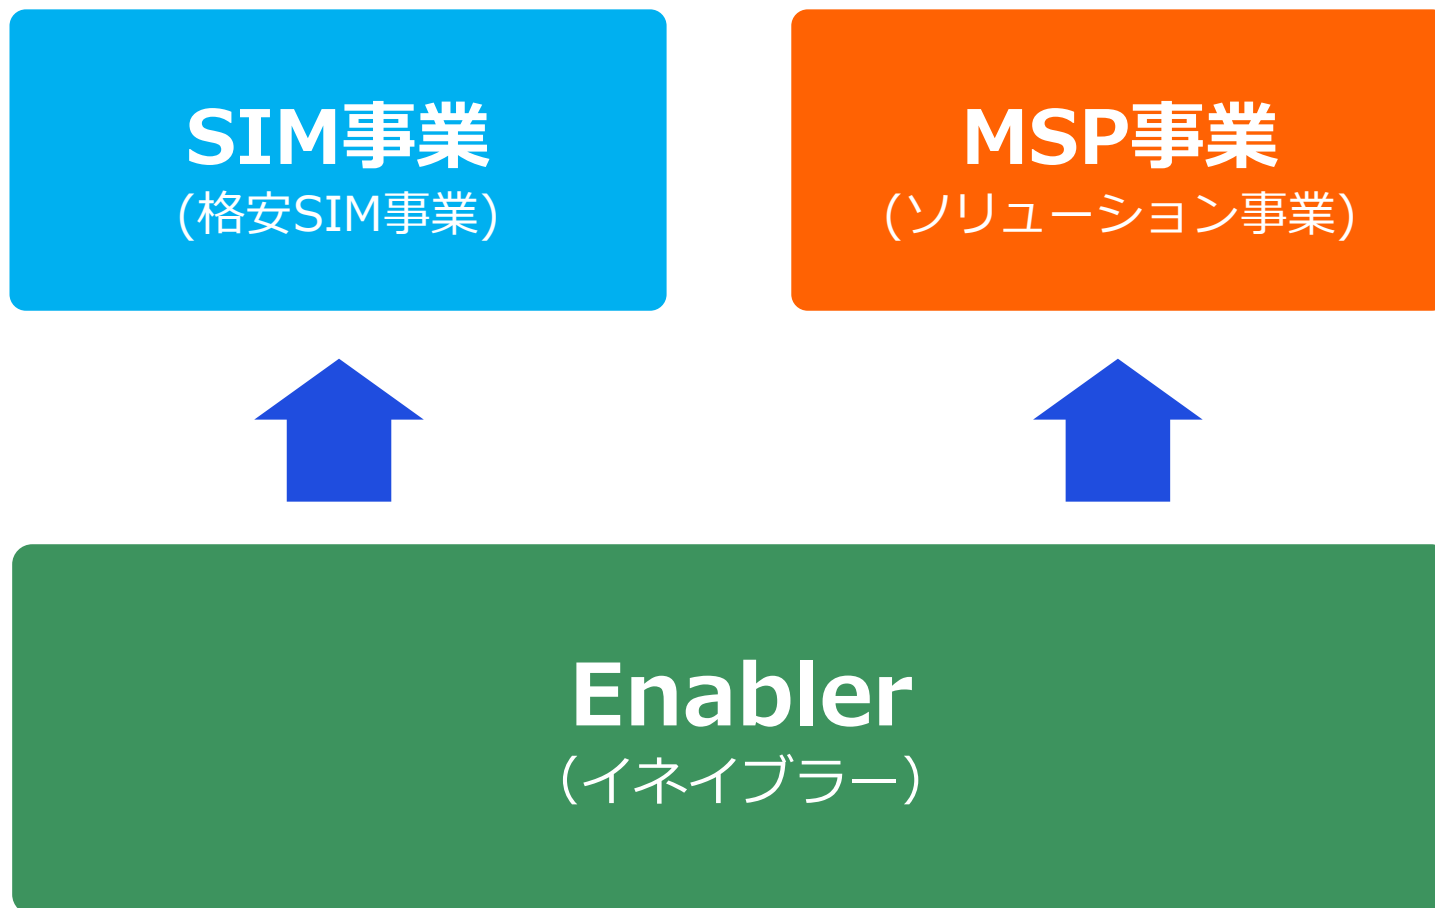 SIM事業
(格安SIM事業)
MSP事業
(ソリューション事業)
Enabler
（イネイブラー）